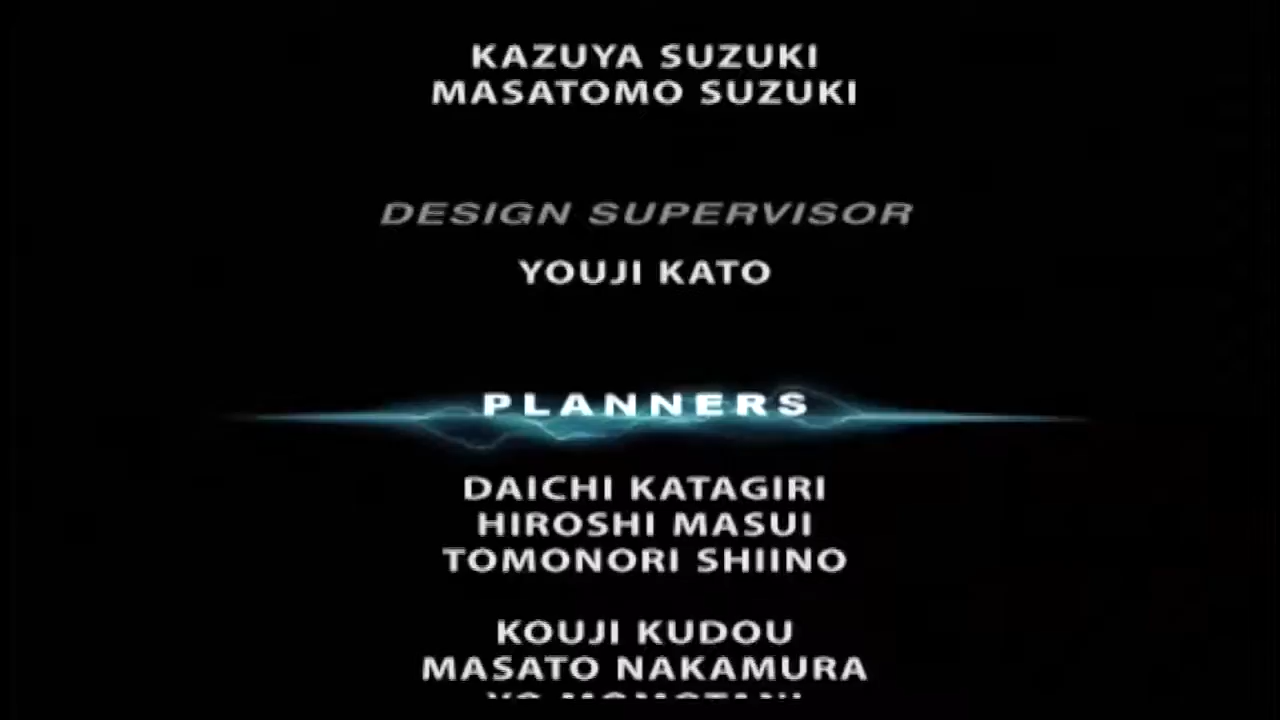 KAZUYA SUZUKI
MASATOMO SUZUKI
DESIGN SUPERVISOR
YOUJI KATO
PLANNERS
DAICHI KATAGIRI
HIROSHI MASUI
TOMONORI SHIINO
KOUJI KUDOU
MASATO NAKAMURA